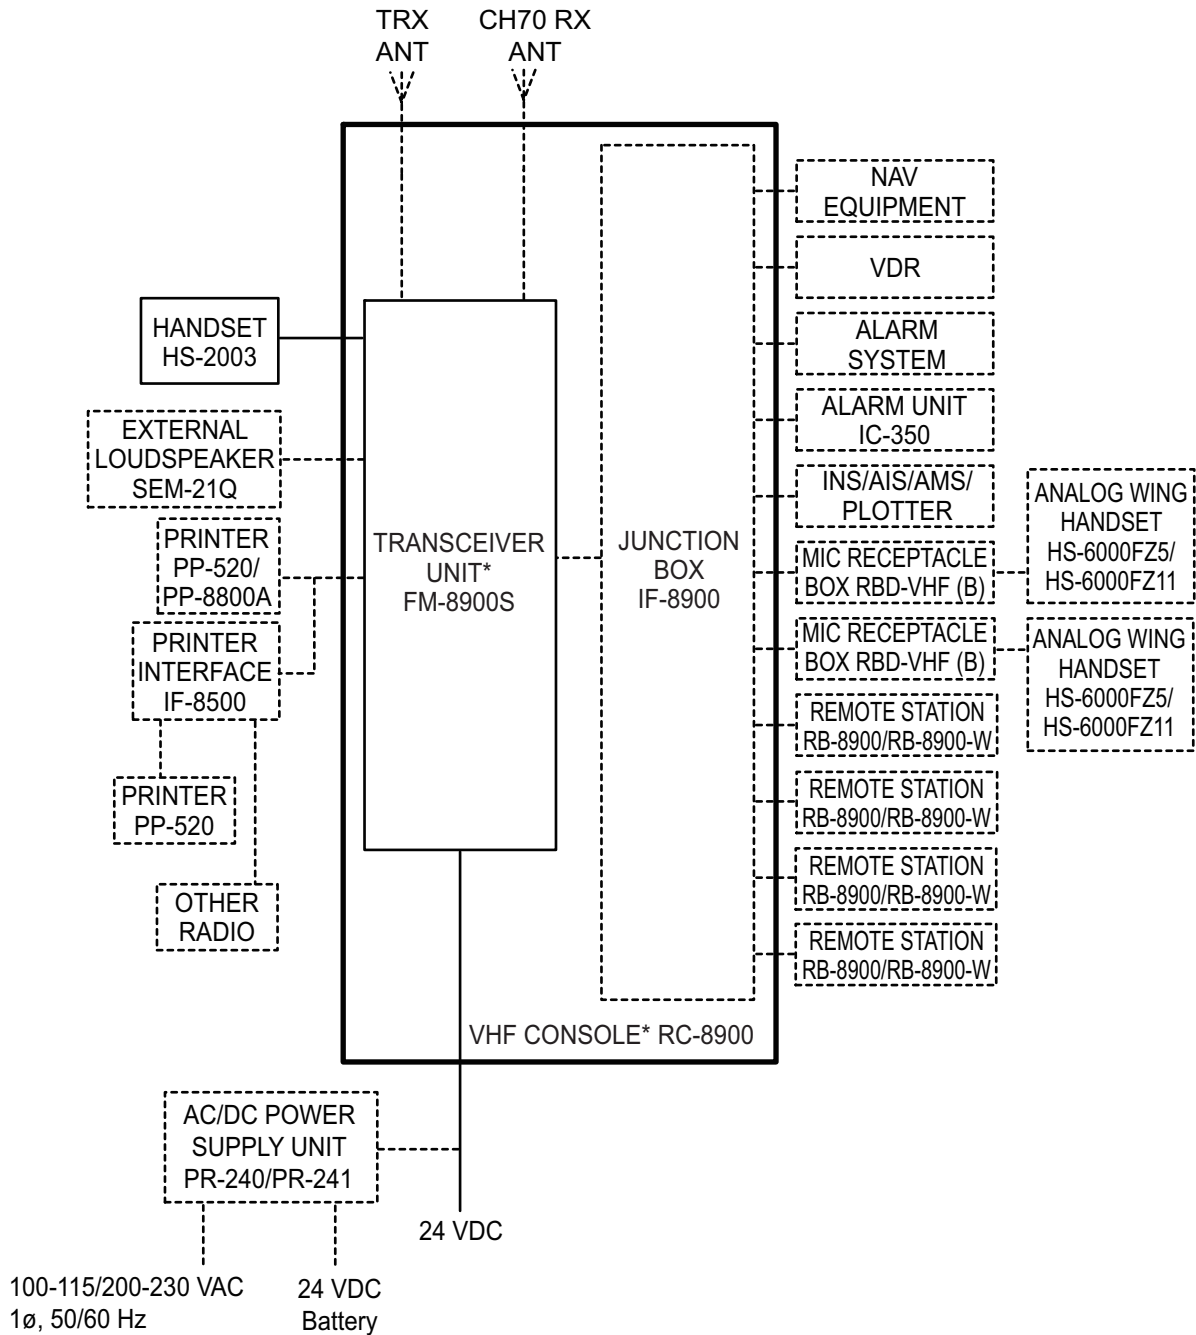 TRX
ANT
CH70 RX
ANT
NAV
EQUIPMENT
VDR
HANDSET
HS-2003
ALARM
SYSTEM
EXTERNAL
LOUDSPEAKER
SEM-21Q
ALARM UNIT
IC-350
INS/AIS/AMS/
PLOTTER
ANALOG WING
HANDSET
HS-6000FZ5/
HS-6000FZ11
PRINTER
PP-520/
PP-8800A
TRANSCEIVER
UNIT*
FM-8900S
JUNCTION
BOX
IF-8900
MIC RECEPTACLE
BOX RBD-VHF (B)
PRINTER
INTERFACE
IF-8500
MIC RECEPTACLE
BOX RBD-VHF (B)
ANALOG WING
HANDSET
HS-6000FZ5/
HS-6000FZ11
REMOTE STATION
RB-8900/RB-8900-W
PRINTER
PP-520
REMOTE STATION
RB-8900/RB-8900-W
OTHER
RADIO
REMOTE STATION
RB-8900/RB-8900-W
REMOTE STATION
RB-8900/RB-8900-W
VHF CONSOLE* RC-8900
AC/DC POWER
SUPPLY UNIT
PR-240/PR-241
24 VDC
100-115/200-230 VAC
1ø, 50/60 Hz
24 VDC
Battery